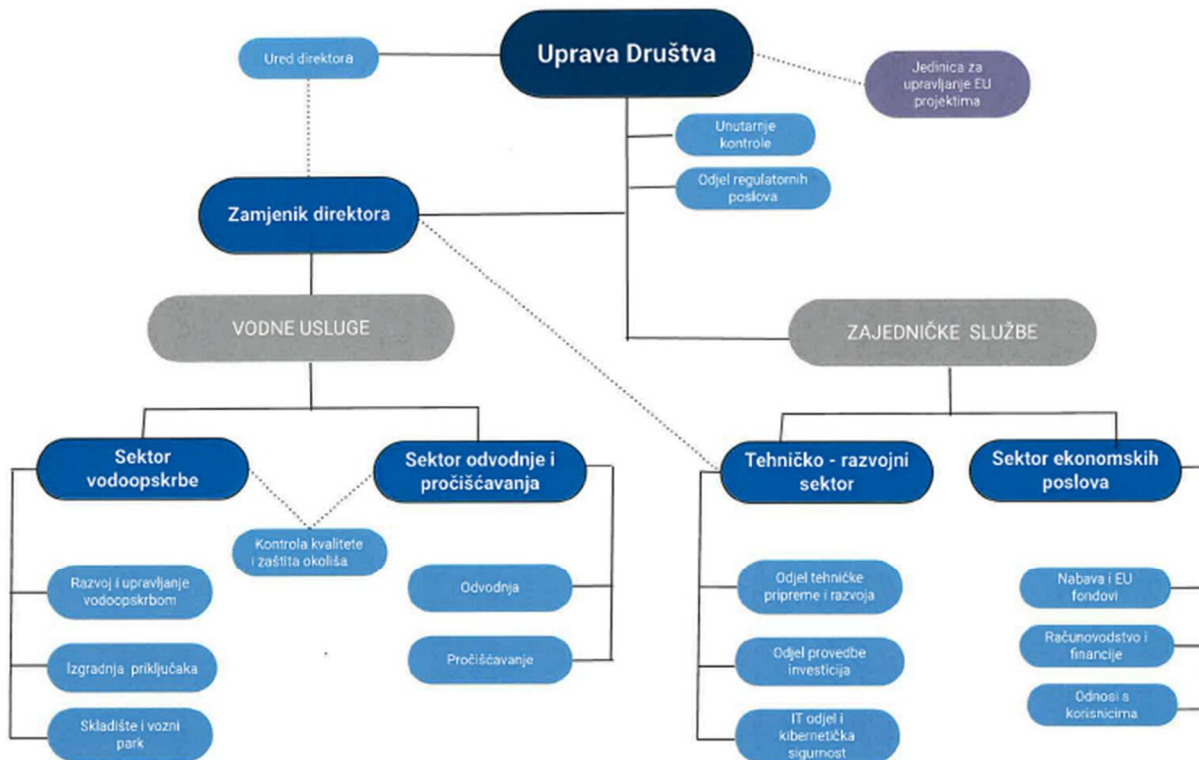 Uprava Društva
Ured direktora
Jedinica za
upravljanje EU
projektima
Unutarnje
kontrole
Odjel regulatornih
poslova
Zamjenik direktora
VODNE USLUGE
ZAJEDNIČKE SLUŽBE
Sektor
vodoopskrbe
Sektor odvodnje i
pročišćavanja
Tehničko - razvojni
sektor
Sektor ekonomskih
poslova
Kontrola kvalitete
i zaštita okoliša
Razvoj i upravljanje
vodoopskrbom
Izgradnja priključaka
Skladište i vozni
park
Odvodnja
Pročišćavanje
Odjel tehničke
pripreme i razvoja
Odjel provedbe
investicija
IT odjel i
kibernetička
sigurnost
Nabava i EU
fondovi
Računovodstvo i
financije
Odnosi s
korisnicima